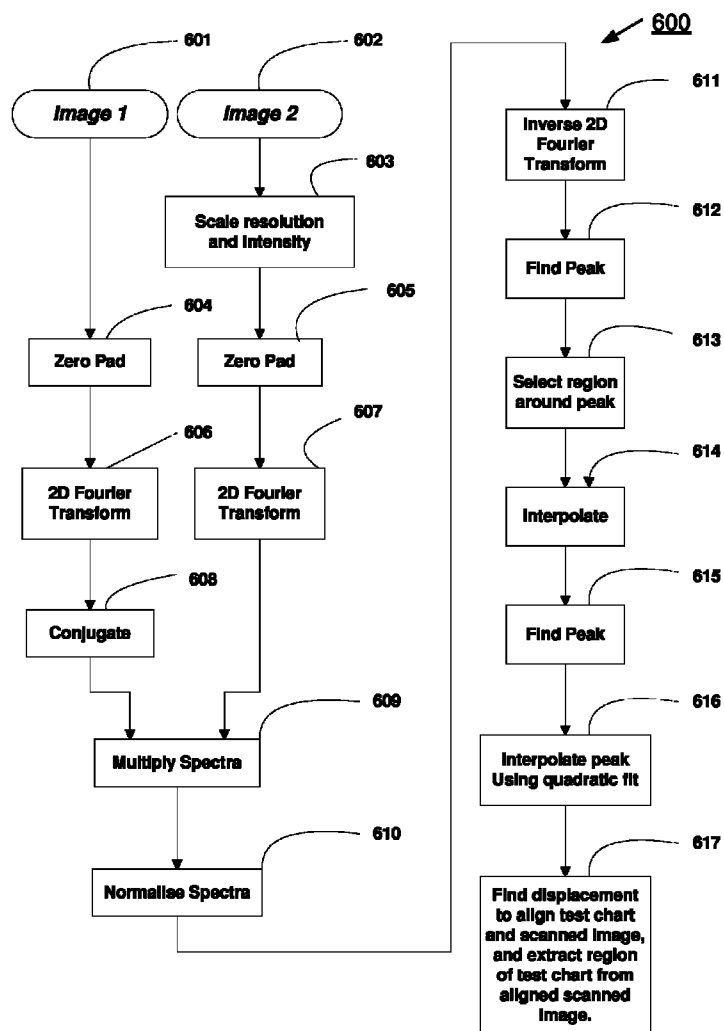 600
601
602
Image 1
Image 2
603
Scale resolution
and intensity
604
605
Zero Pad
Zero Pad
606
607
2D Fourier
Transform
2D Fourier
Transform
608
Conjugate
609
Multiply Spectra
610
Normalise Spectra
611
Inverse 2D
Fourier
Transform
612
Find Peak
613
Select region
around peak
614
Interpolate
615
Find Peak
616
Interpolate peak
Using quadratic fit
617
Find displacement
to align test chart
and scanned image,
and extract region
of test chart from
aligned scanned
image.